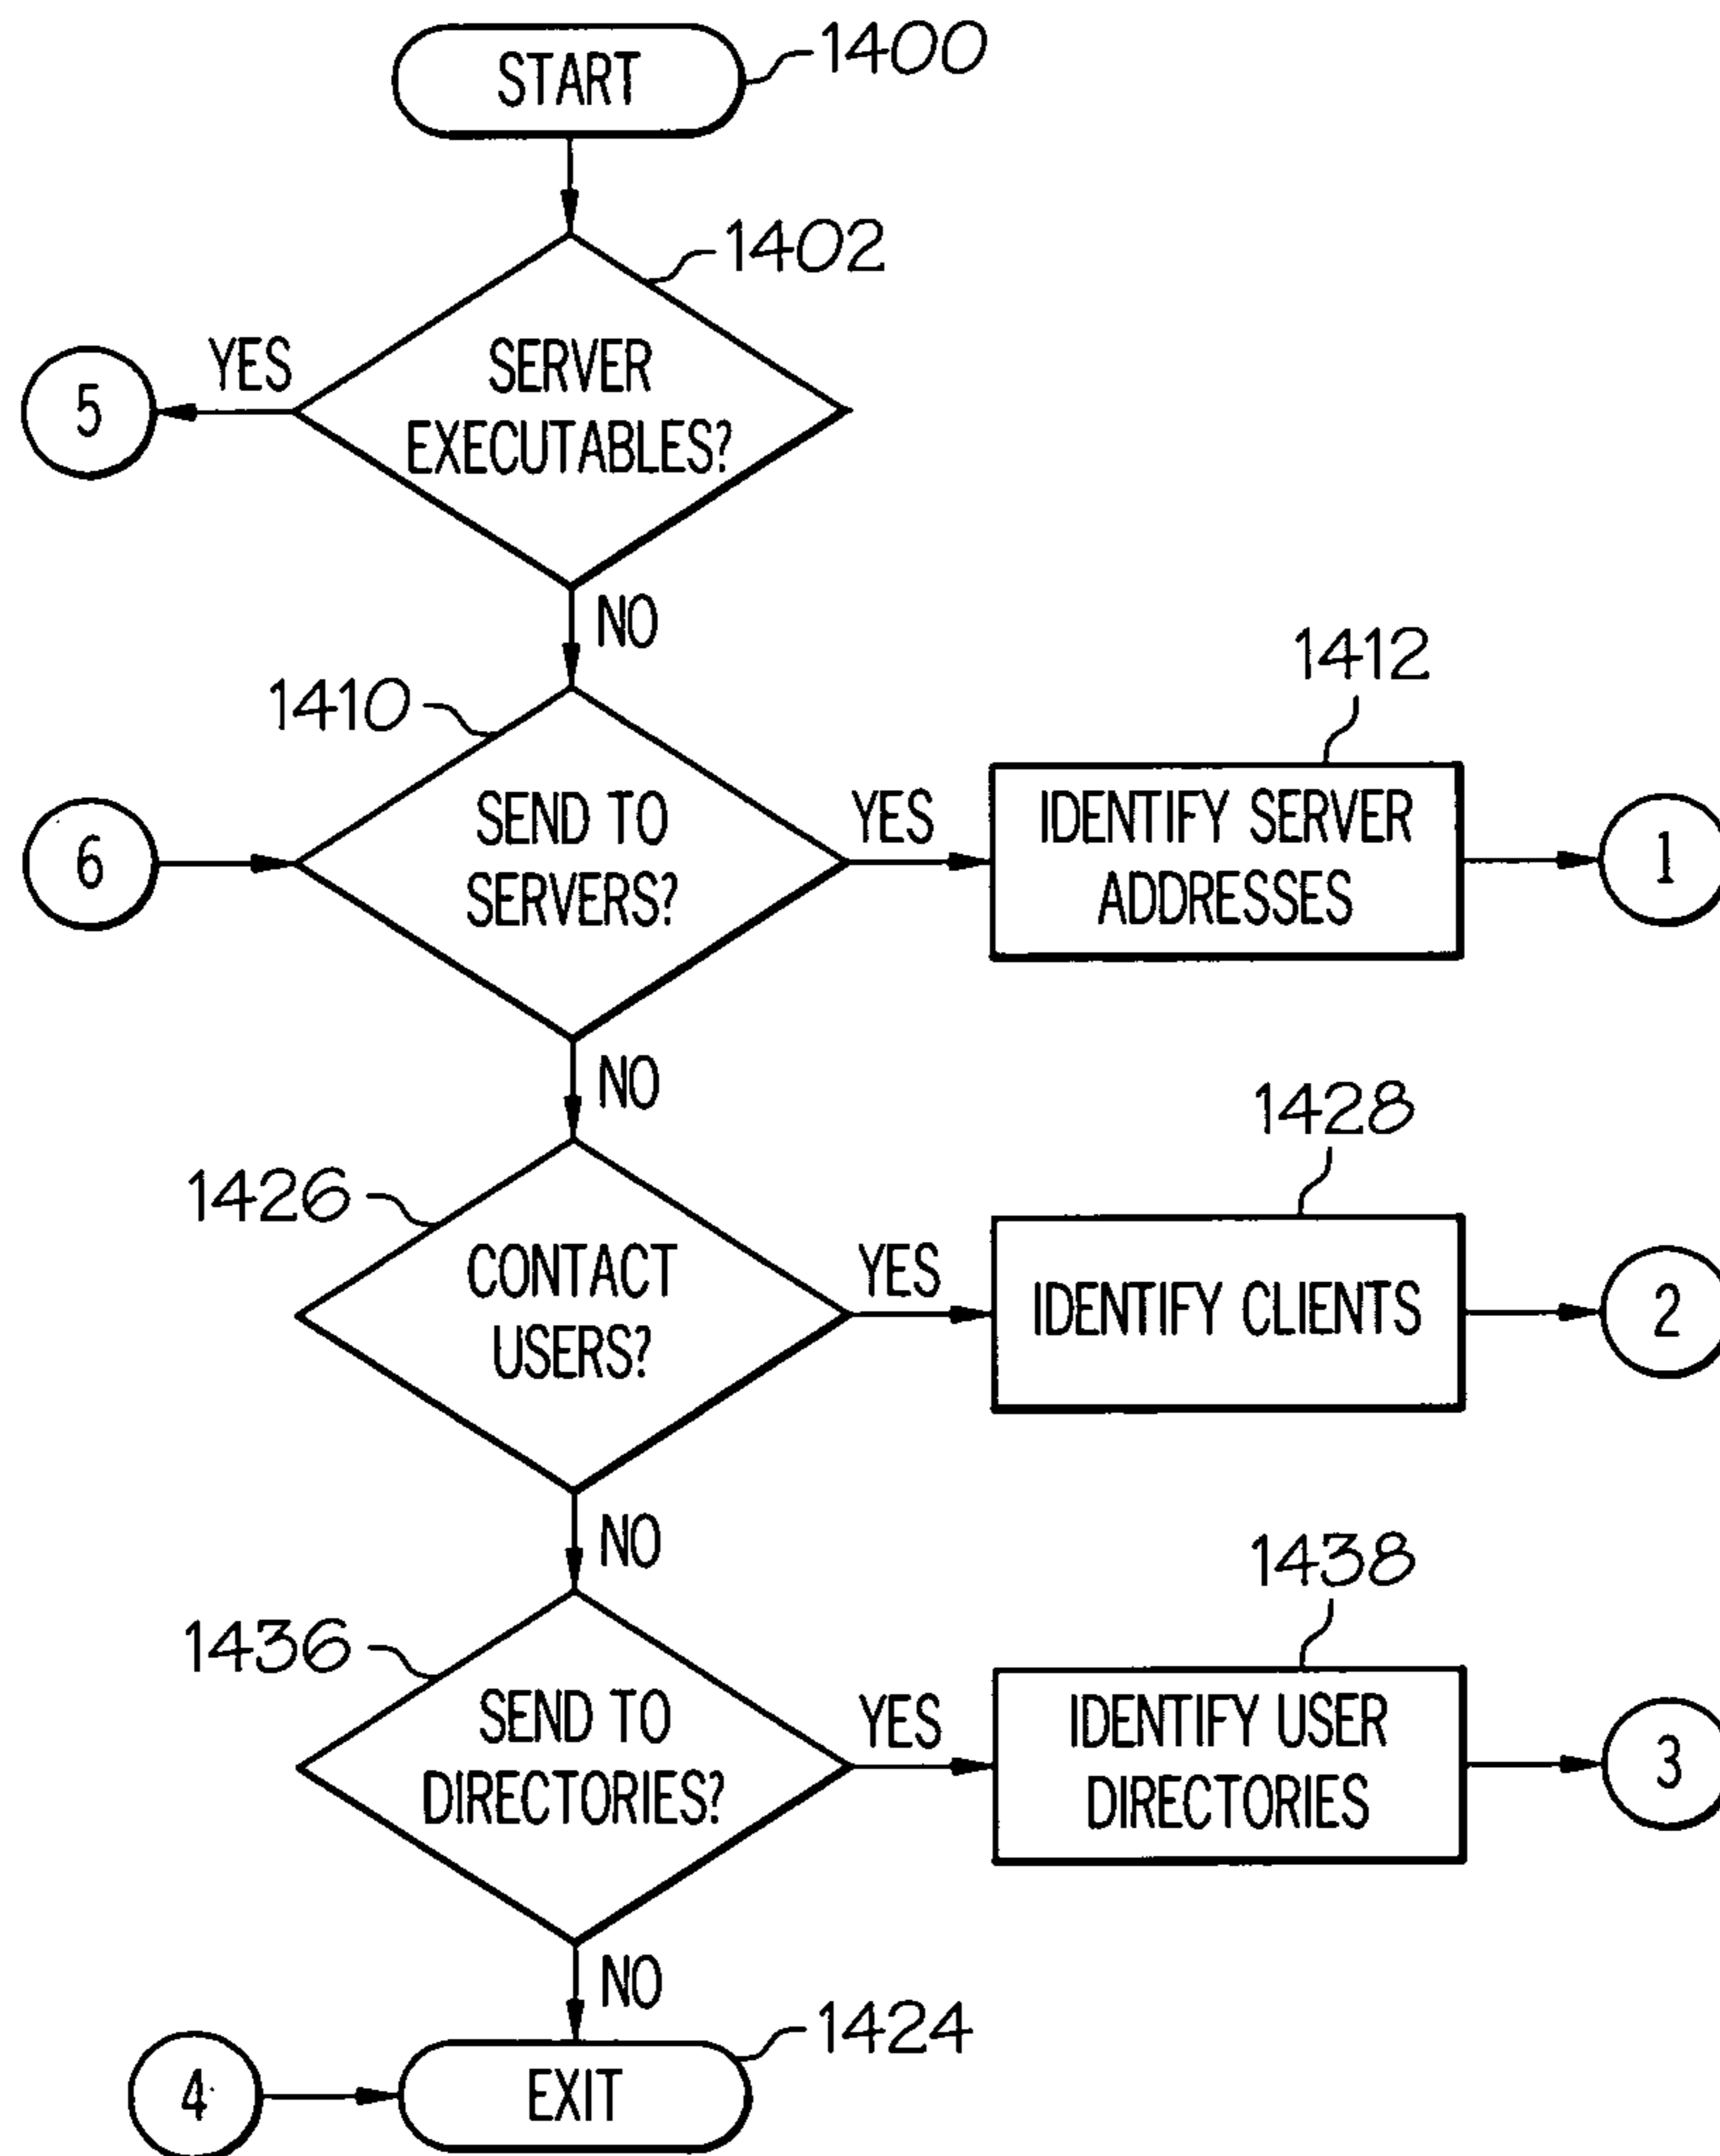 START
1400
1402
YES
5
SERVER
EXECUTABLES?
NO
1410
1412
6
SEND TO
SERVERS?
YES
IDENTIFY SERVER
ADDRESSES
1
NO
1426
1428
CONTACT
USERS?
YES
IDENTIFY CLIENTS
2
NO
1436
1438
SEND TO
DIRECTORIES?
YES
IDENTIFY USER
DIRECTORIES
3
NO
1424
4
EXIT